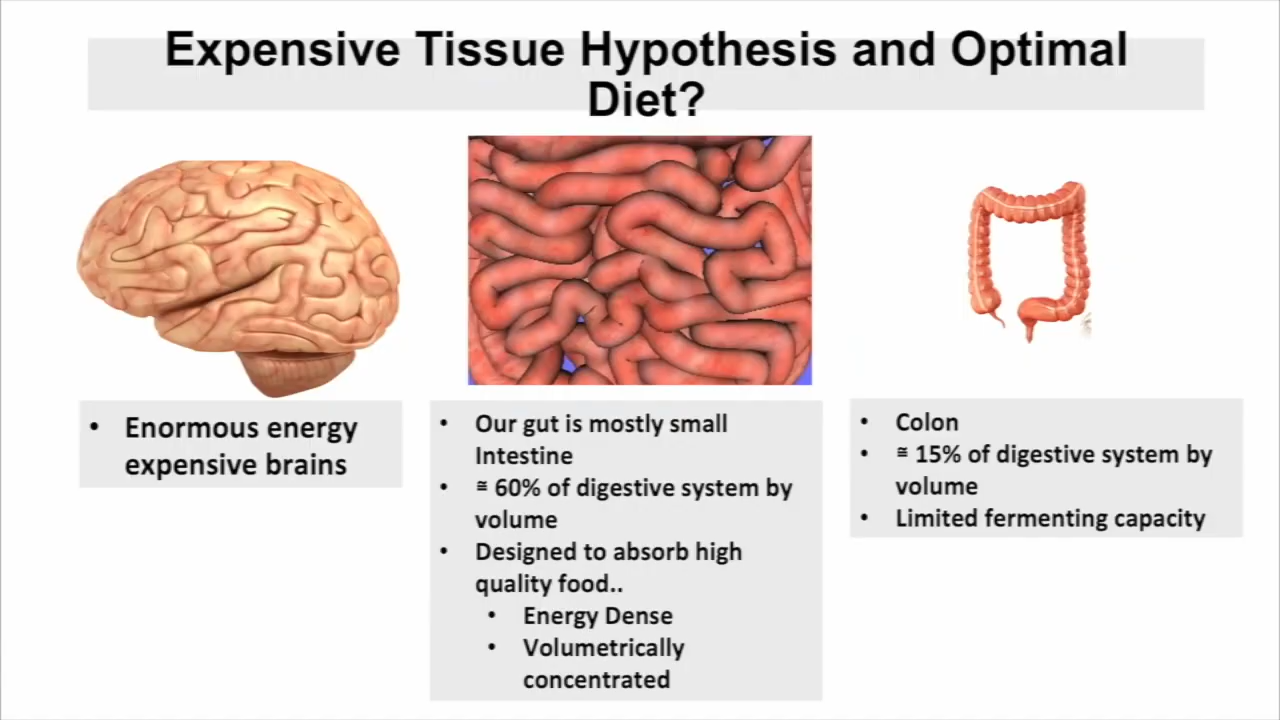 Expensive Tissue Hypothesis and Optimal
Diet?
• Enormous energy
expensive brains
• Our gut is mostly small
Intestine
• ≅ 60% of digestive system by
volume
• Designed to absorb high
quality food..
• Energy Dense
• Volumetrically
concentrated
• Colon
• ≅ 15% of digestive system by
volume
• Limited fermenting capacity